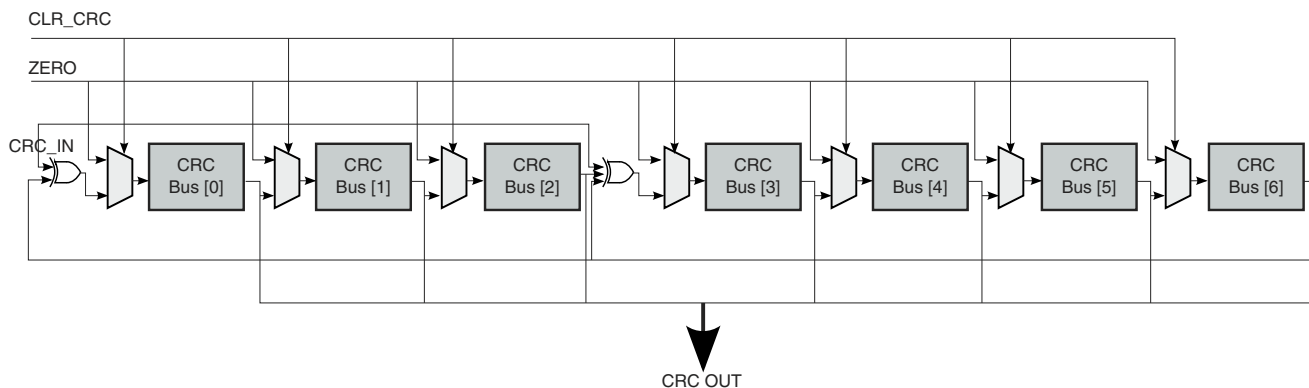 CLR_CRC
ZERO
CRC_IN
CRC
Bus [0]
CRC
Bus [1]
CRC
Bus [2]
CRC
Bus [3]
CRC
Bus [4]
CRC
Bus [5]
CRC
Bus [6]
CRC OUT